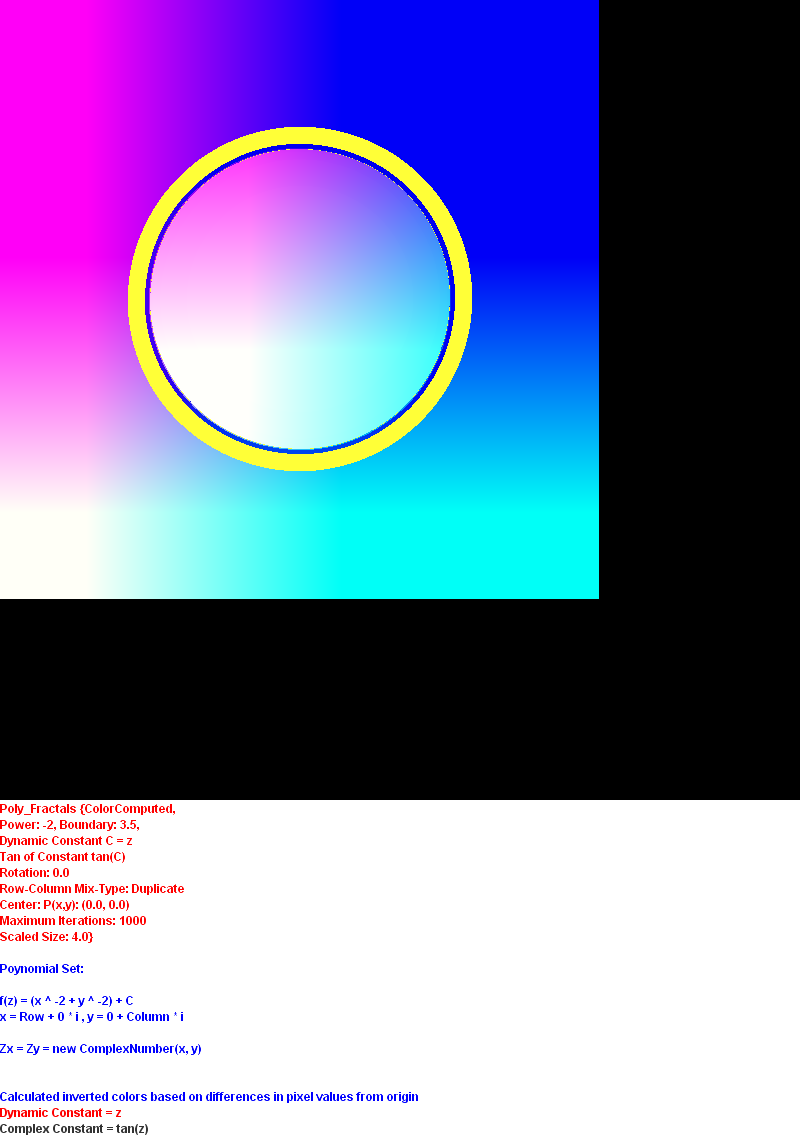 Poly_Fractals {ColorComputed,
Power: -2, Boundary: 3.5,
Dynamic Constant C = z
Tan of Constant tan(C)
Rotation: 0.0
Row-Column Mix-Type: Duplicate
Center: P(x,y): (0.0, 0.0)
Maximum Iterations: 1000
Scaled Size: 4.0}
Poynomial Set:
f(z) = (x ^ -2 + y ^ -2) + C
x = Row + 0 * i , y = 0 + Column * i
Zx = Zy = new ComplexNumber(x, y)
Calculated inverted colors based on differences in pixel values from origin
Dynamic Constant = z
Complex Constant = tan(z)